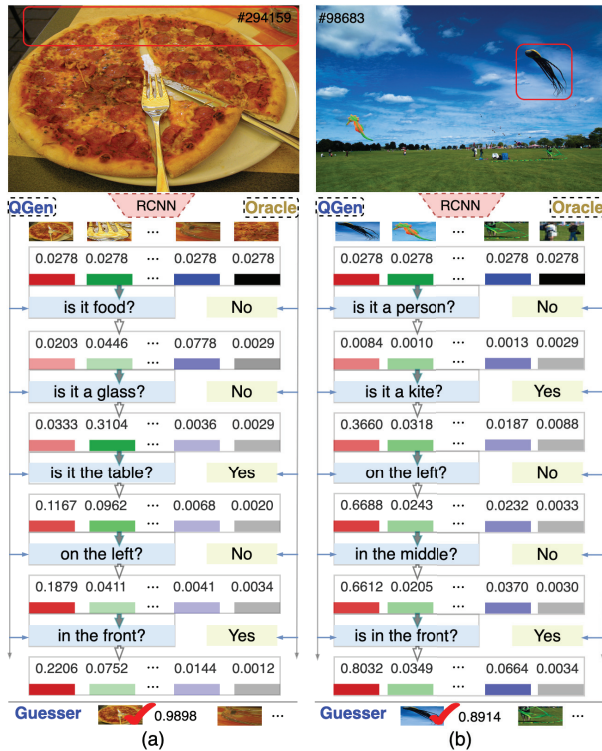 #294159
QGen RCNN Oracle
...
0.0278 0.0278 ... 0.0278 0.0278
...
is it food? No
0.0203 0.0446 ... 0.0778 0.0029
...
is it a glass? No
0.0333 0.3104 ... 0.0036 0.0029
...
is it the table? Yes
0.1167 0.0962 ... 0.0068 0.0020
...
on the left? No
0.1879 0.0411 ... 0.0041 0.0034
...
in the front? Yes
0.2206 0.0752 ... 0.0144 0.0012
...
Guesser 0.9898 ...
(a)
#98683
QGen RCNN Oracle
...
0.0278 0.0278 ... 0.0278 0.0278
...
is it a person? No
0.0084 0.0010 ... 0.0013 0.0029
...
is it a kite? Yes
0.3660 0.0318 ... 0.0187 0.0088
...
on the left? No
0.6688 0.0243 ... 0.0232 0.0033
...
in the middle? No
0.6612 0.0205 ... 0.0370 0.0030
...
is in the front? Yes
0.8032 0.0349 ... 0.0664 0.0034
...
Guesser 0.8914 ...
(b)